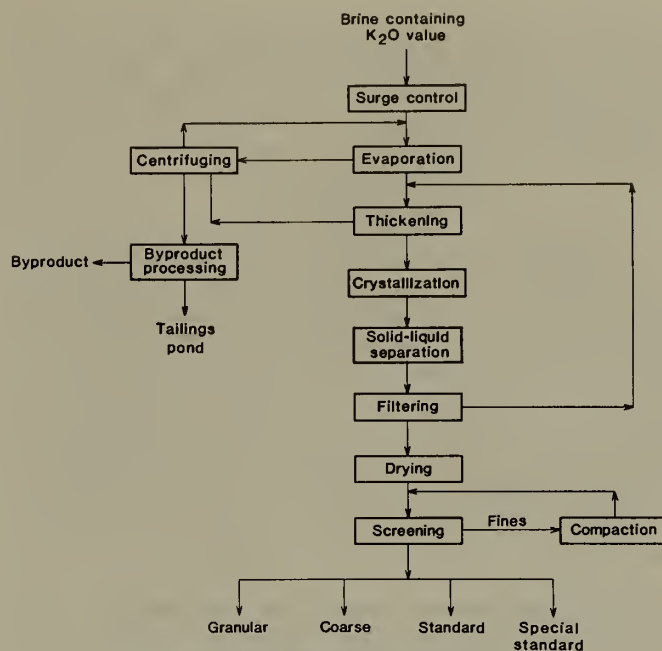 Brine containing
K₂O value
Surge control
Centrifuging
Evaporation
Thickening
Byproduct
Byproduct
processing
Crystallization
Tailings
pond
Solid-liquid
separation
Filtering
Drying
Screening
Fines
Compaction
Granular
Coarse
Standard
Special
standard